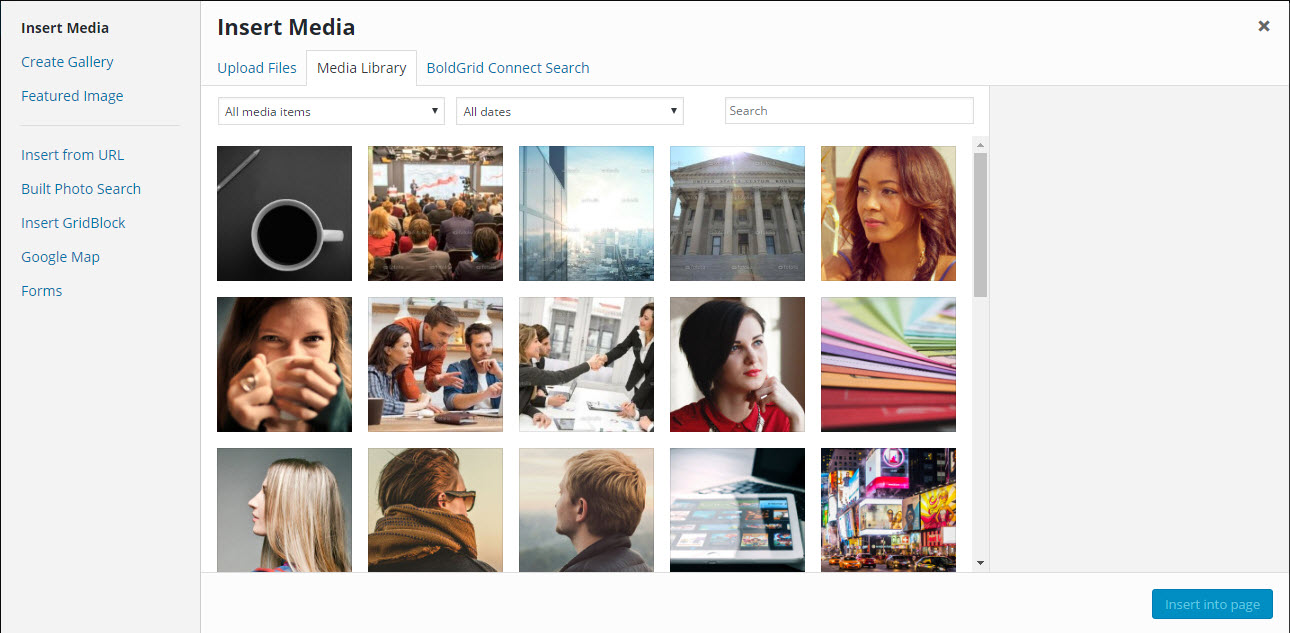 Insert Media
Create Gallery
Featured Image
Insert from URL
Built Photo Search
Insert GridBlock
Google Map
Forms
Insert Media
Upload Files
Media Library
BoldGrid Connect Search
All media items
All dates
Search
Insert into page